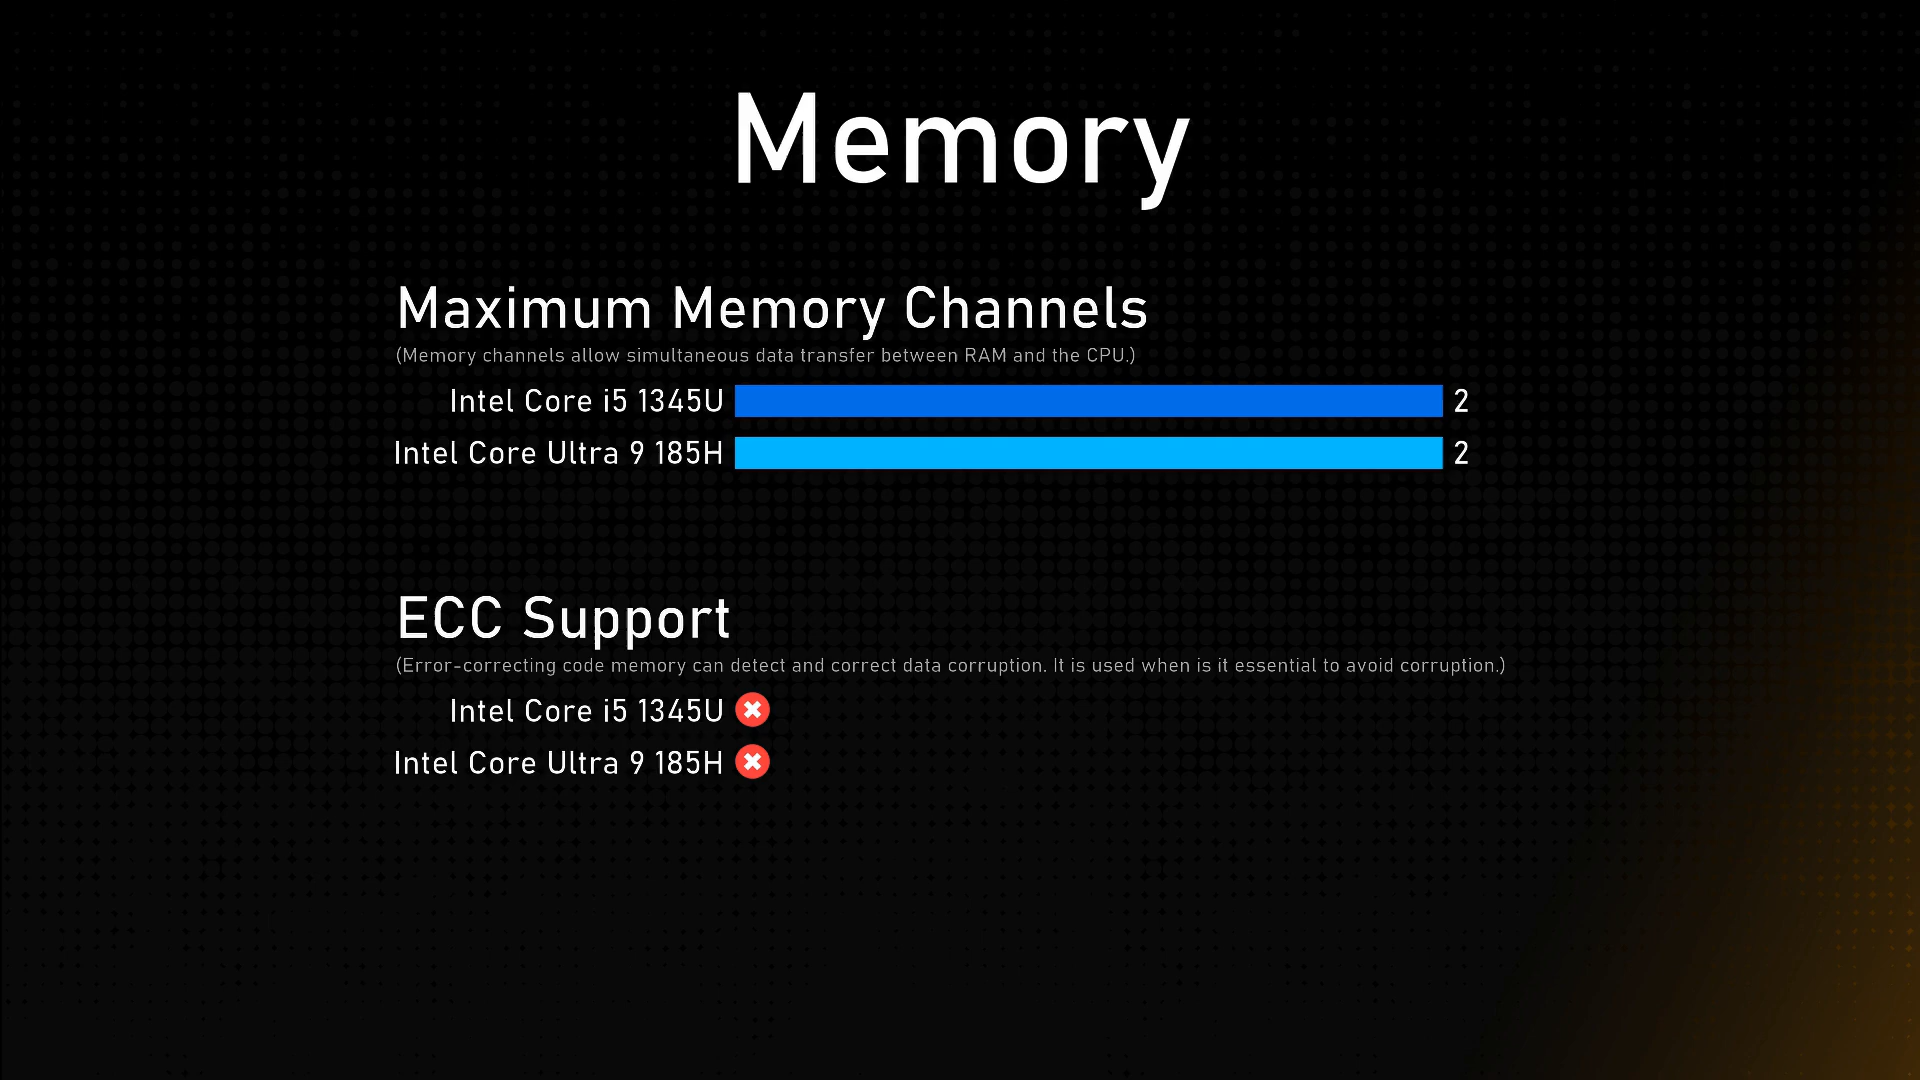 Memory
Maximum Memory Channels
(Memory channels allow simultaneous data transfer between RAM and the CPU.)
Intel Core i5 1345U 2
Intel Core Ultra 9 185H 2
ECC Support
(Error-correcting code memory can detect and correct data corruption. It is used when is it essential to avoid corruption.)
Intel Core i5 1345U
Intel Core Ultra 9 185H